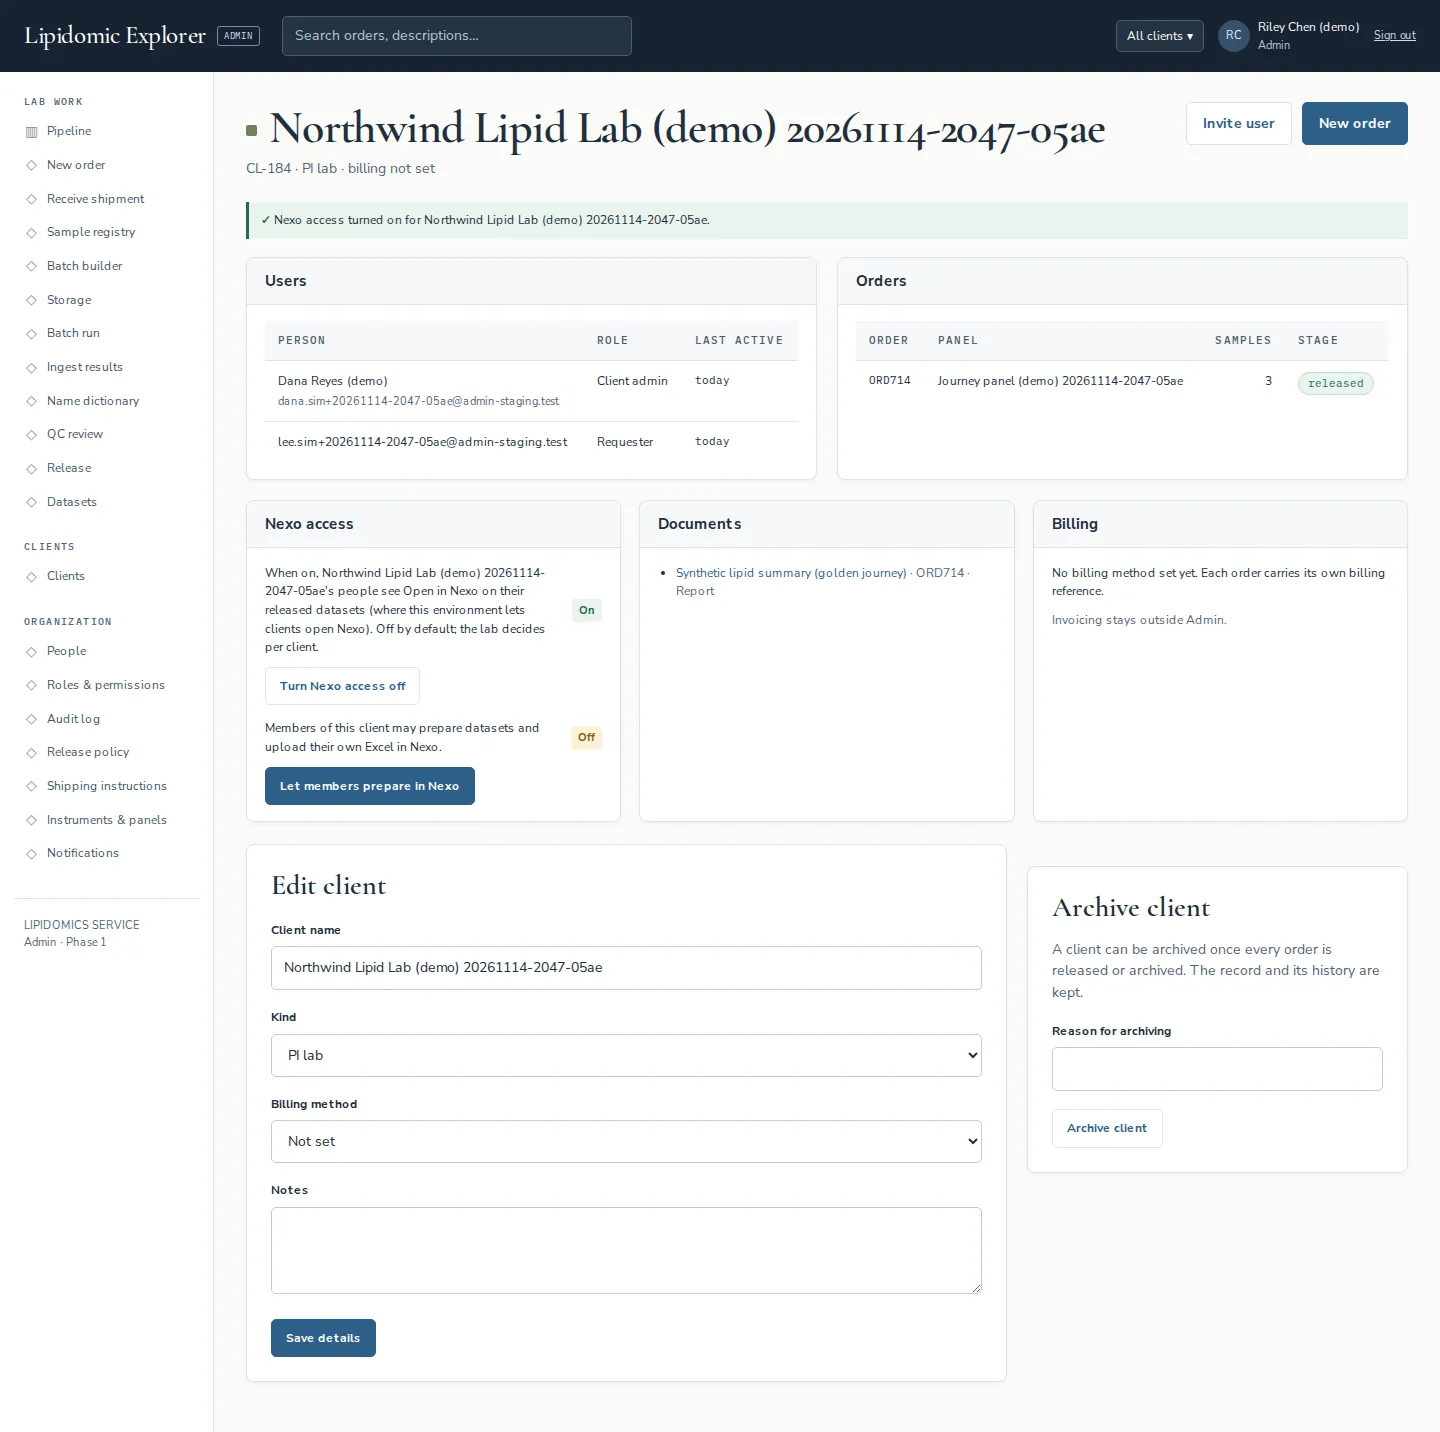 Lipidomic Explorer
ADMIN
Search orders, descriptions...
All clients ▾
RC
Riley Chen (demo)
Admin
Sign out
LAB WORK
Pipeline
New order
Receive shipment
Sample registry
Batch builder
Storage
Batch run
Ingest results
Name dictionary
QC review
Release
Datasets
CLIENTS
Clients
ORGANIZATION
People
Roles & permissions
Audit log
Release policy
Shipping instructions
Instruments & panels
Notifications
LIPIDOMICS SERVICE
Admin · Phase 1
Northwind Lipid Lab (demo) 20261114-2047-05ae
CL-184 · PI lab · billing not set
Invite user
New order
✓ Nexo access turned on for Northwind Lipid Lab (demo) 20261114-2047-05ae.
Users
PERSON ROLE LAST ACTIVE
Dana Reyes (demo) Client admin today
dana.sim+20261114-2047-05ae@admin-staging.test
lee.sim+20261114-2047-05ae@admin-staging.test Requester today
Orders
ORDER PANEL SAMPLES STAGE
ORD714 Journey panel (demo) 20261114-2047-05ae 3 released
Nexo access
When on, Northwind Lipid Lab (demo) 20261114-
2047-05ae's people see Open in Nexo on their
released datasets (where this environment lets
clients open Nexo). Off by default; the lab decides
per client.
On
Turn Nexo access off
Members of this client may prepare datasets and
upload their own Excel in Nexo.
Off
Let members prepare in Nexo
Documents
• Synthetic lipid summary (golden journey) · ORD714 ·
Report
Billing
No billing method set yet. Each order carries its own billing
reference.
Invoicing stays outside Admin.
Edit client
Client name
Northwind Lipid Lab (demo) 20261114-2047-05ae
Kind
PI lab
Billing method
Not set
Notes
Save details
Archive client
A client can be archived once every order is
released or archived. The record and its history are
kept.
Reason for archiving
Archive client